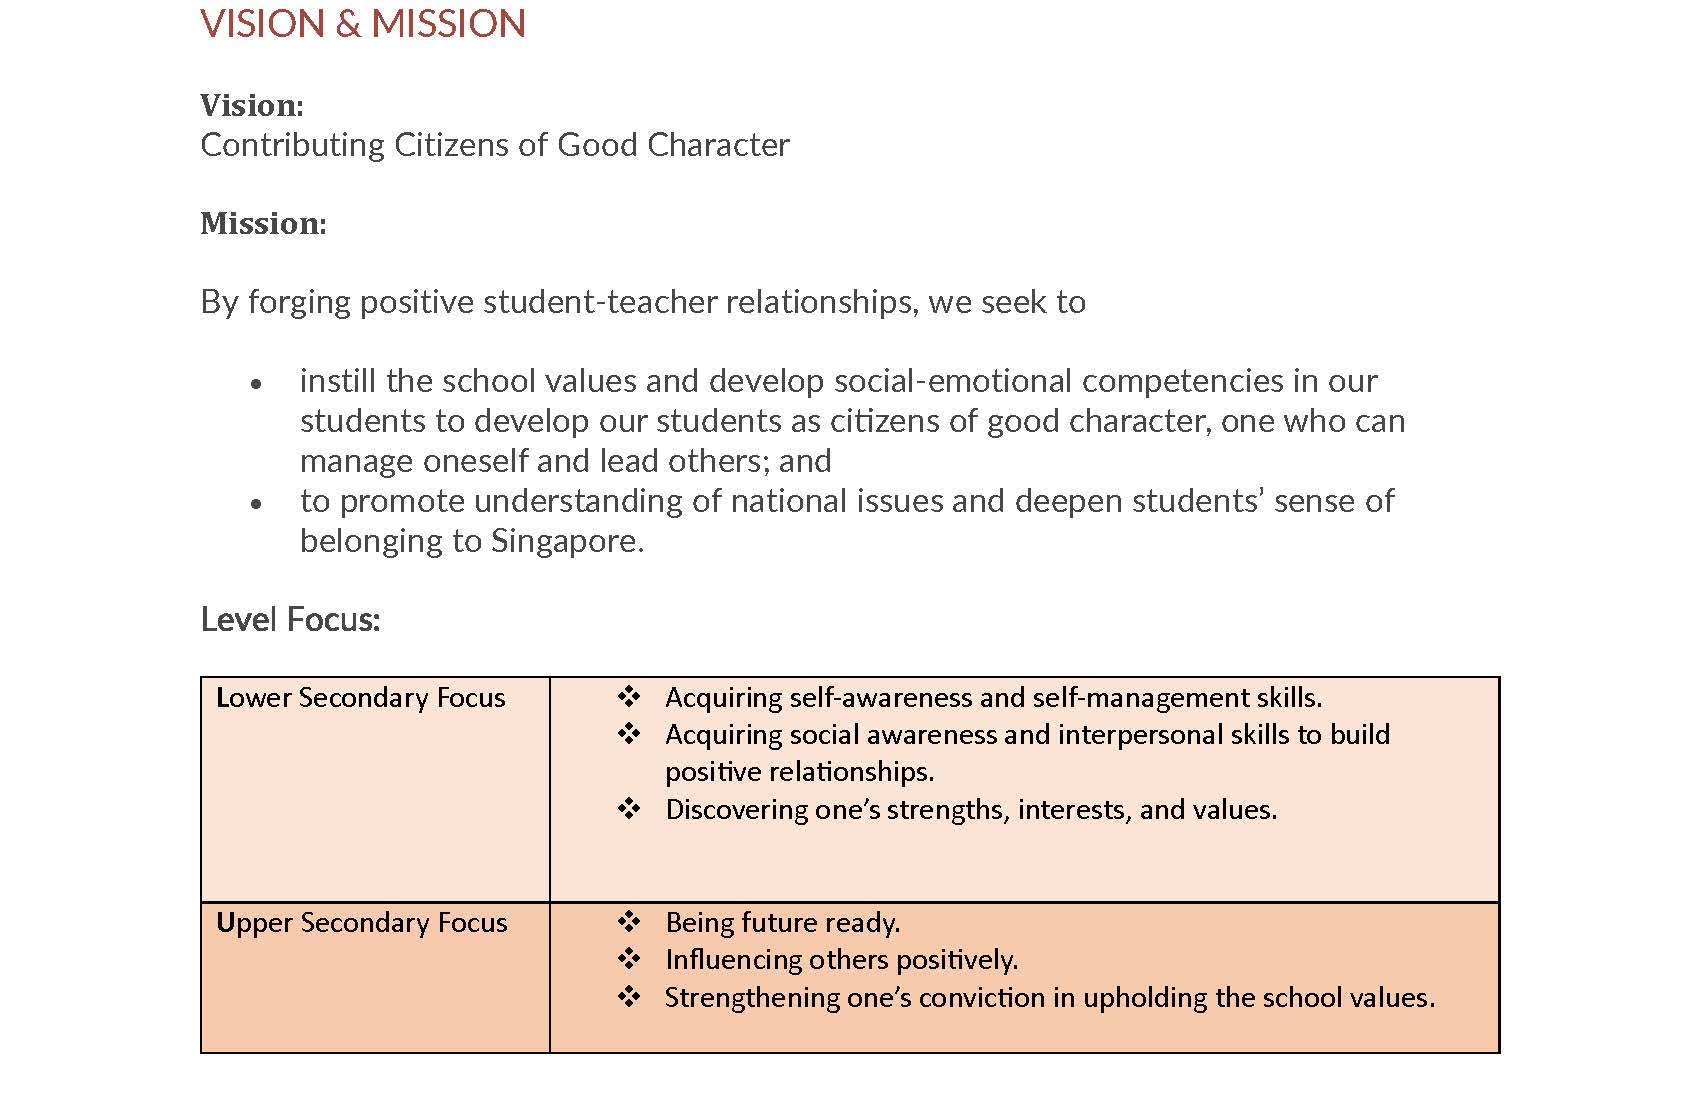 VISION & MISSION
Vision:
Contributing Citizens of Good Character
Mission:
By forging positive student-teacher relationships, we seek to
• instill the school values and develop social-emotional competencies in our
students to develop our students as citizens of good character, one who can
manage oneself and lead others; and
• to promote understanding of national issues and deepen students’ sense of
belonging to Singapore.
Level Focus:
Lower Secondary Focus
❖ Acquiring self-awareness and self-management skills.
❖ Acquiring social awareness and interpersonal skills to build
positive relationships.
❖ Discovering one’s strengths, interests, and values.
Upper Secondary Focus
❖ Being future ready.
❖ Influencing others positively.
❖ Strengthening one’s conviction in upholding the school values.